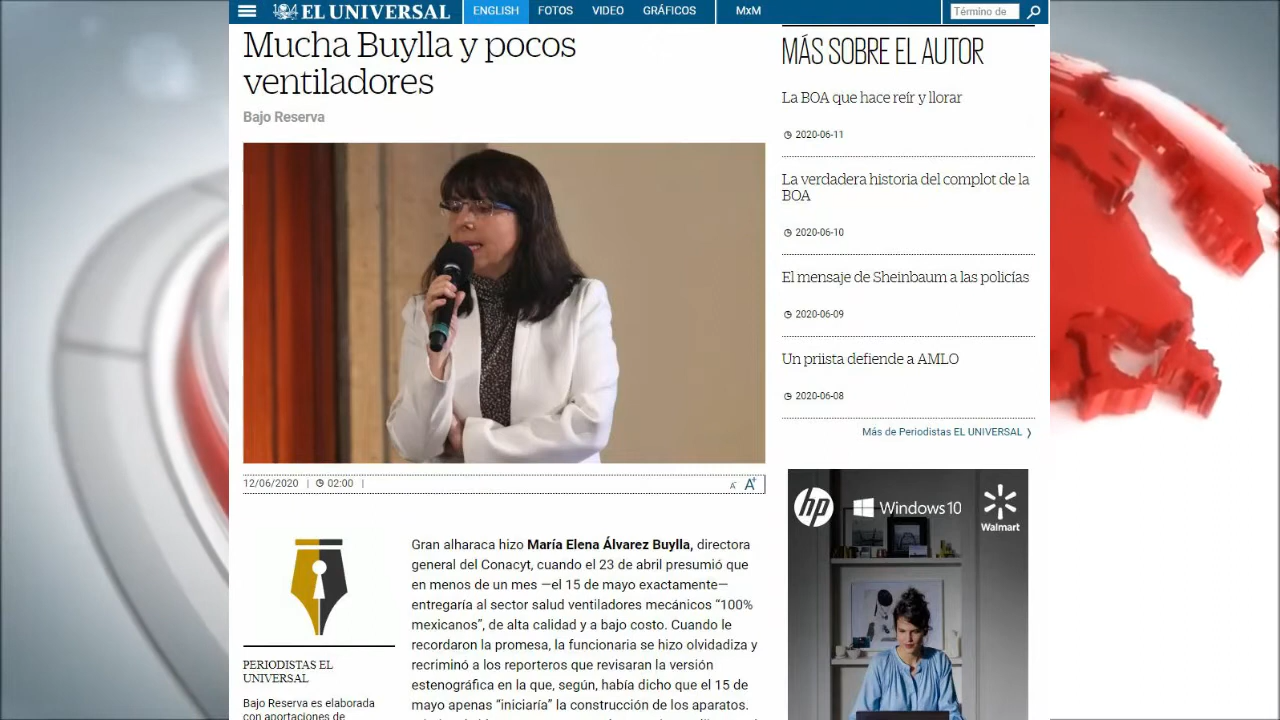 EL UNIVERSAL
ENGLISH
FOTOS
VIDEO
GRÁFICOS
MxM
Término de
Mucha Buylla y pocos
ventiladores
Bajo Reserva
12/06/2020 | 02:00 |
A- A+
PERIODISTAS EL
UNIVERSAL
Bajo Reserva es elaborada
con aportaciones de
Gran alharaca hizo María Elena Álvarez Buylla, directora
general del Conacyt, cuando el 23 de abril presumió que
en menos de un mes —el 15 de mayo exactamente—
entregaría al sector salud ventiladores mecánicos “100%
mexicanos”, de alta calidad y a bajo costo. Cuando le
recordaron la promesa, la funcionaria se hizo olvidadiza y
recriminó a los reporteros que revisaran la versión
estenográfica en la que, según, había dicho que el 15 de
mayo apenas “iniciaría” la construcción de los aparatos.
MÁS SOBRE EL AUTOR
La BOA que hace reír y llorar
2020-06-11
La verdadera historia del complot de la
BOA
2020-06-10
El mensaje de Sheinbaum a las policías
2020-06-09
Un priista defiende a AMLO
2020-06-08
Más de Periodistas EL UNIVERSAL ❭
hp
Windows10
Walmart